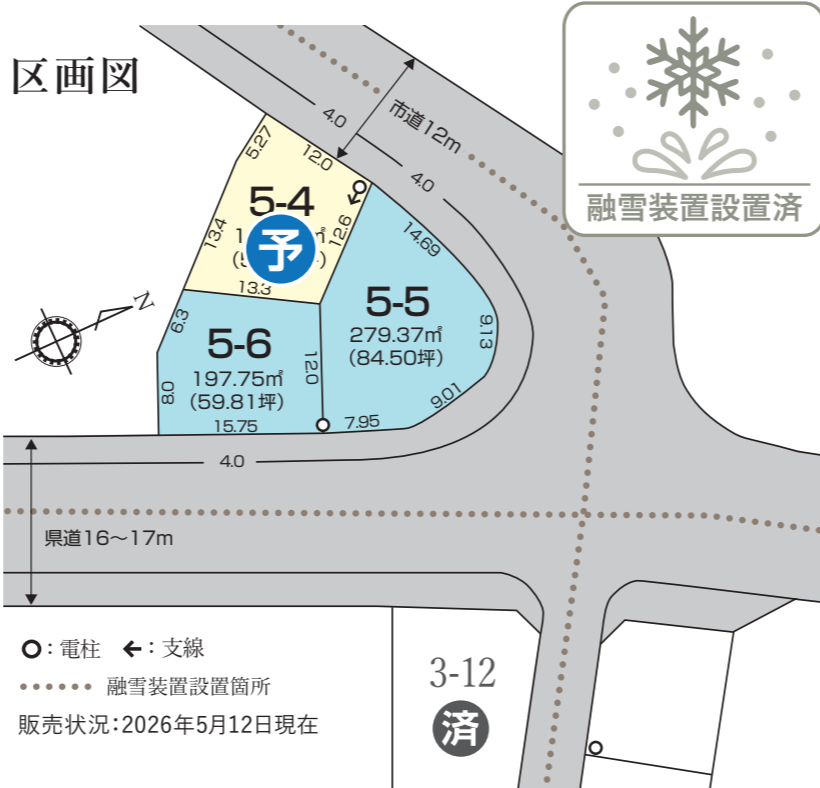 区画図
融雪装置設置済
市道12m
4.0
4.0
5.27
12.0
5-4
予
13.4
12.6
13.3
14.69
5-5
279.37㎡
(84.50坪)
9.13
9.01
7.95
N
6.3
5-6
197.75㎡
(59.81坪)
8.0
12.0
15.75
4.0
県道16〜17m
○：電柱 ←：支線
融雪装置設置箇所
販売状況：2026年5月12日現在
3-12
済